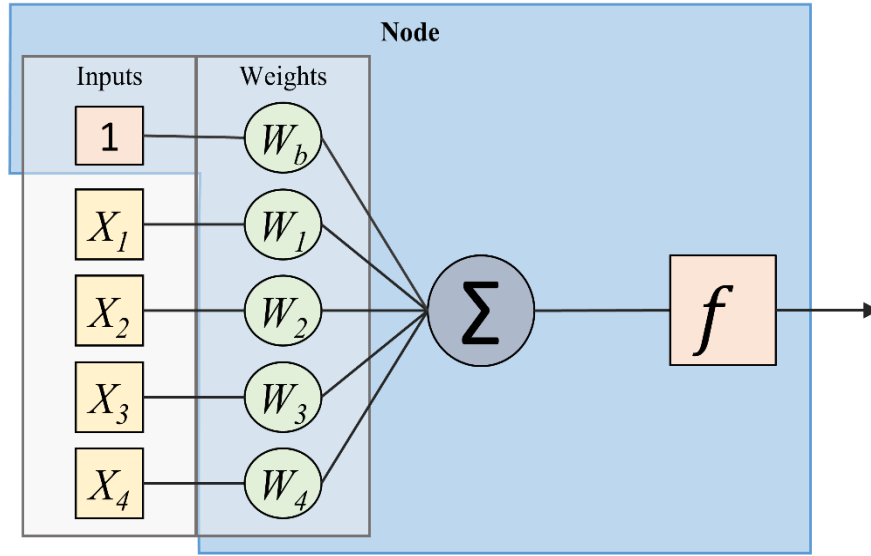 Node
Inputs Weights
1 W_b
X_1 W_1
X_2 W_2
Σ f
X_3 W_3
X_4 W_4